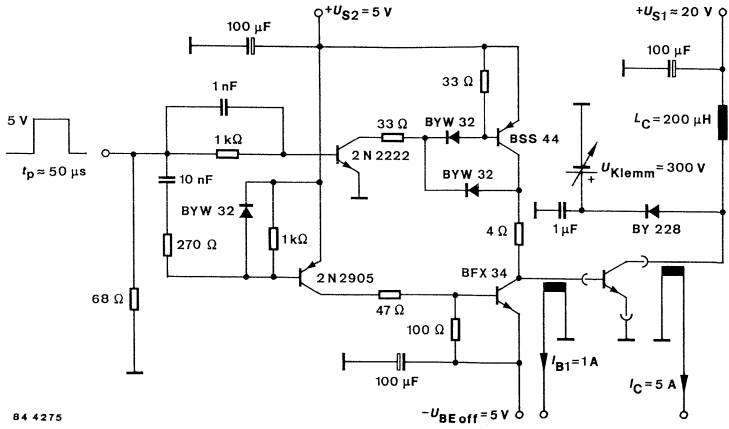 +U_S2 = 5 V
+U_S1 ≈ 20 V
100 µF
100 µF
1 nF
33 Ω
5 V
33 Ω
BYW 32
BSS 44
L_C = 200 µH
1 kΩ
2 N 2222
t_p ≈ 50 µs
10 nF
BYW 32
U_Klemm = 300 V
+
BYW 32
1 kΩ
4 Ω
1 µF
BY 228
270 Ω
2 N 2905
BFX 34
68 Ω
47 Ω
100 Ω
I_B1 = 1 A
I_C = 5 A
100 µF
−U_BE off = 5 V
84 4275